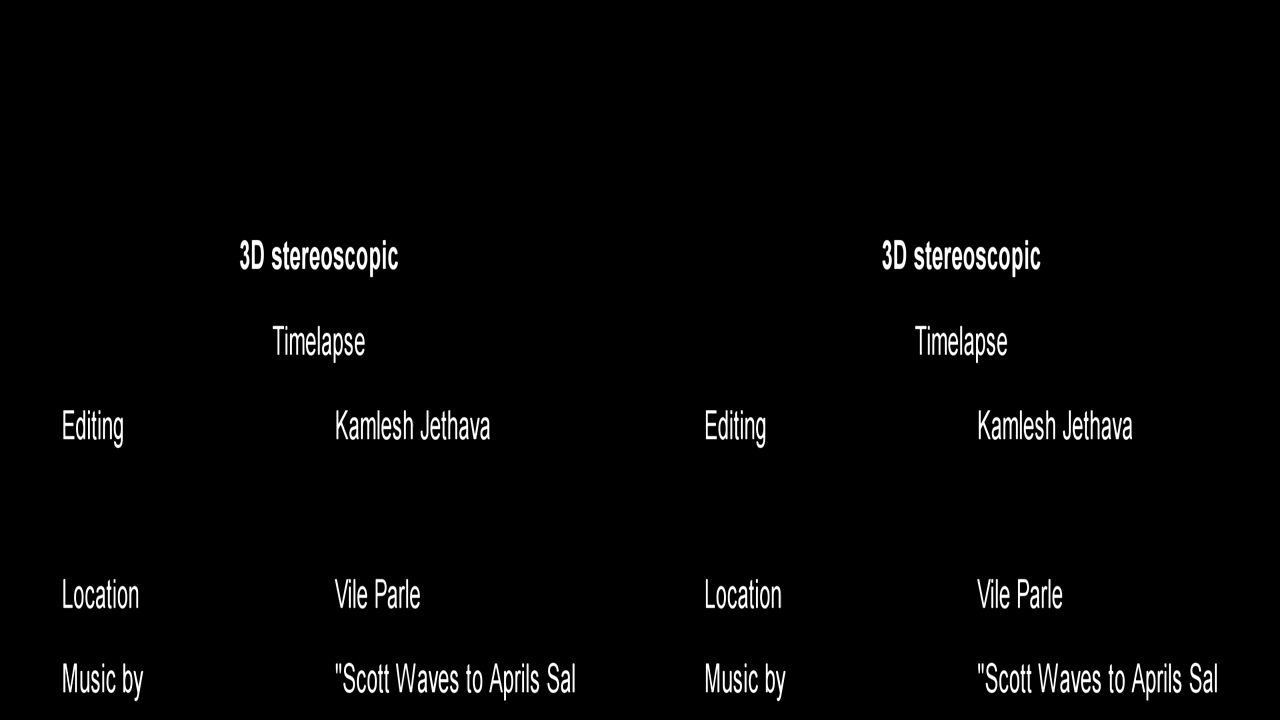 3D stereoscopic 3D stereoscopic
Timelapse Timelapse
Editing Kamlesh Jethava Editing Kamlesh Jethava
Location Vile Parle Location Vile Parle
Music by "Scott Waves to Aprils Sal Music by "Scott Waves to Aprils Sal